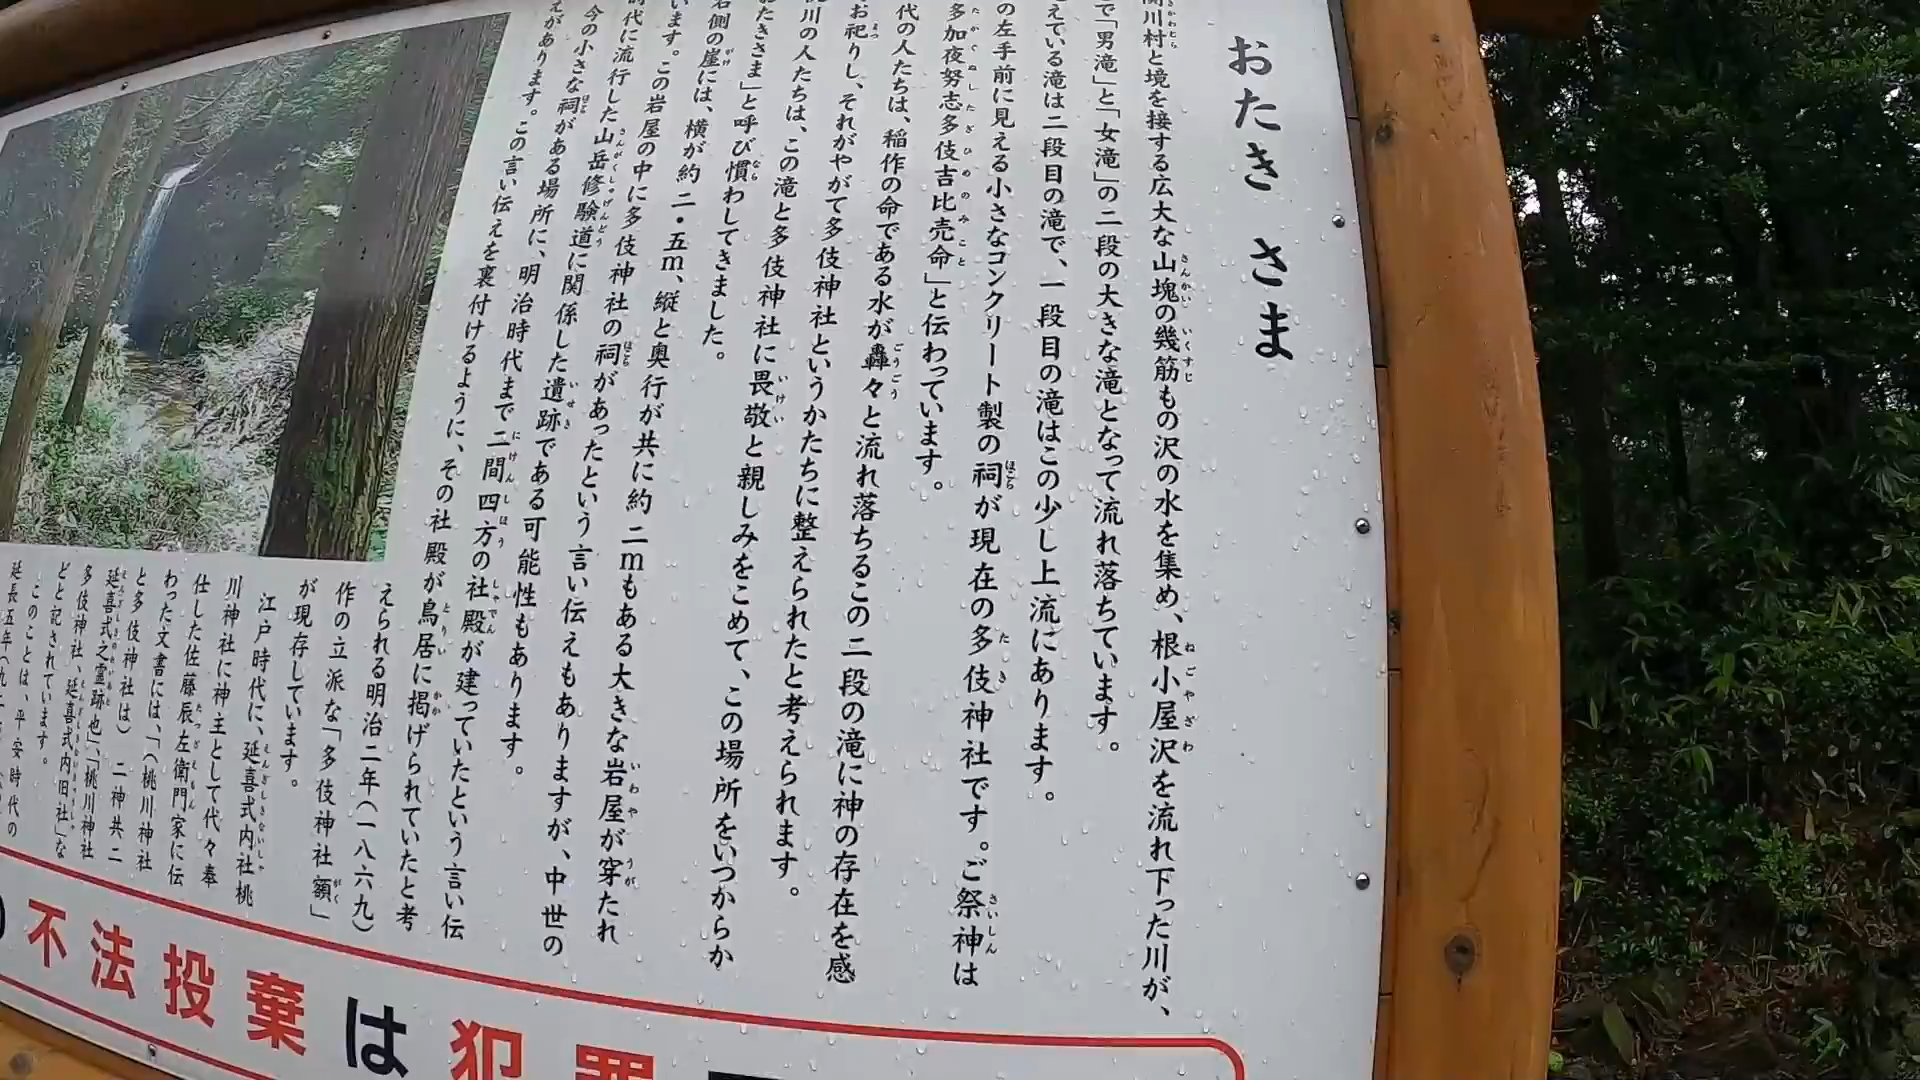 おたき さま
関川村と境を接する広大な山塊の幾筋もの沢の水を集め、根小屋沢を流れ下った川が、
で「男滝」と「女滝」の二段の大きな滝となって流れ落ちています。
えている滝は二段目の滝で、一段目の滝はこの少し上流にあります。
の左手前に見える小さなコンクリート製の祠が現在の多伎神社です。ご祭神は
多加夜努志多伎吉比売命」と伝わっています。
代の人たちは、稲作の命である水が轟々と流れ落ちるこの二段の滝に神の存在を感
お祀りし、それがやがて多伎神社というかたちに整えられたと考えられます。
川の人たちは、この滝と多伎神社に畏敬と親しみをこめて、この場所をいつからか
おたきさま」と呼び慣わしてきました。
右側の崖には、横が約二・五m、縦と奥行が共に約二mもある大きな岩屋が穿たれ
います。この岩屋の中に多伎神社の祠があったという言い伝えもありますが、中世の
時代に流行した山岳修験道に関係した遺跡である可能性もあります。
今の小さな祠がある場所に、明治時代まで二間四方の社殿が建っていたという言い伝
えがあります。この言い伝えを裏付けるように、その社殿が鳥居に掲げられていたと考
えられる明治二年(一八六九)
作の立派な「多伎神社額」
が現存しています。
江戸時代に、延喜式内社桃
川神社に神主として代々奉
仕した佐藤辰左衛門家に伝
わった文書には、「(桃川神社
と多伎神社は) 二神共ニ
延喜式之霊跡也」、「桃川神社
多伎神社、延喜式内旧社」な
どと記されています。
このことは、平安時代の
延長五年(九二
不法投棄は犯罪